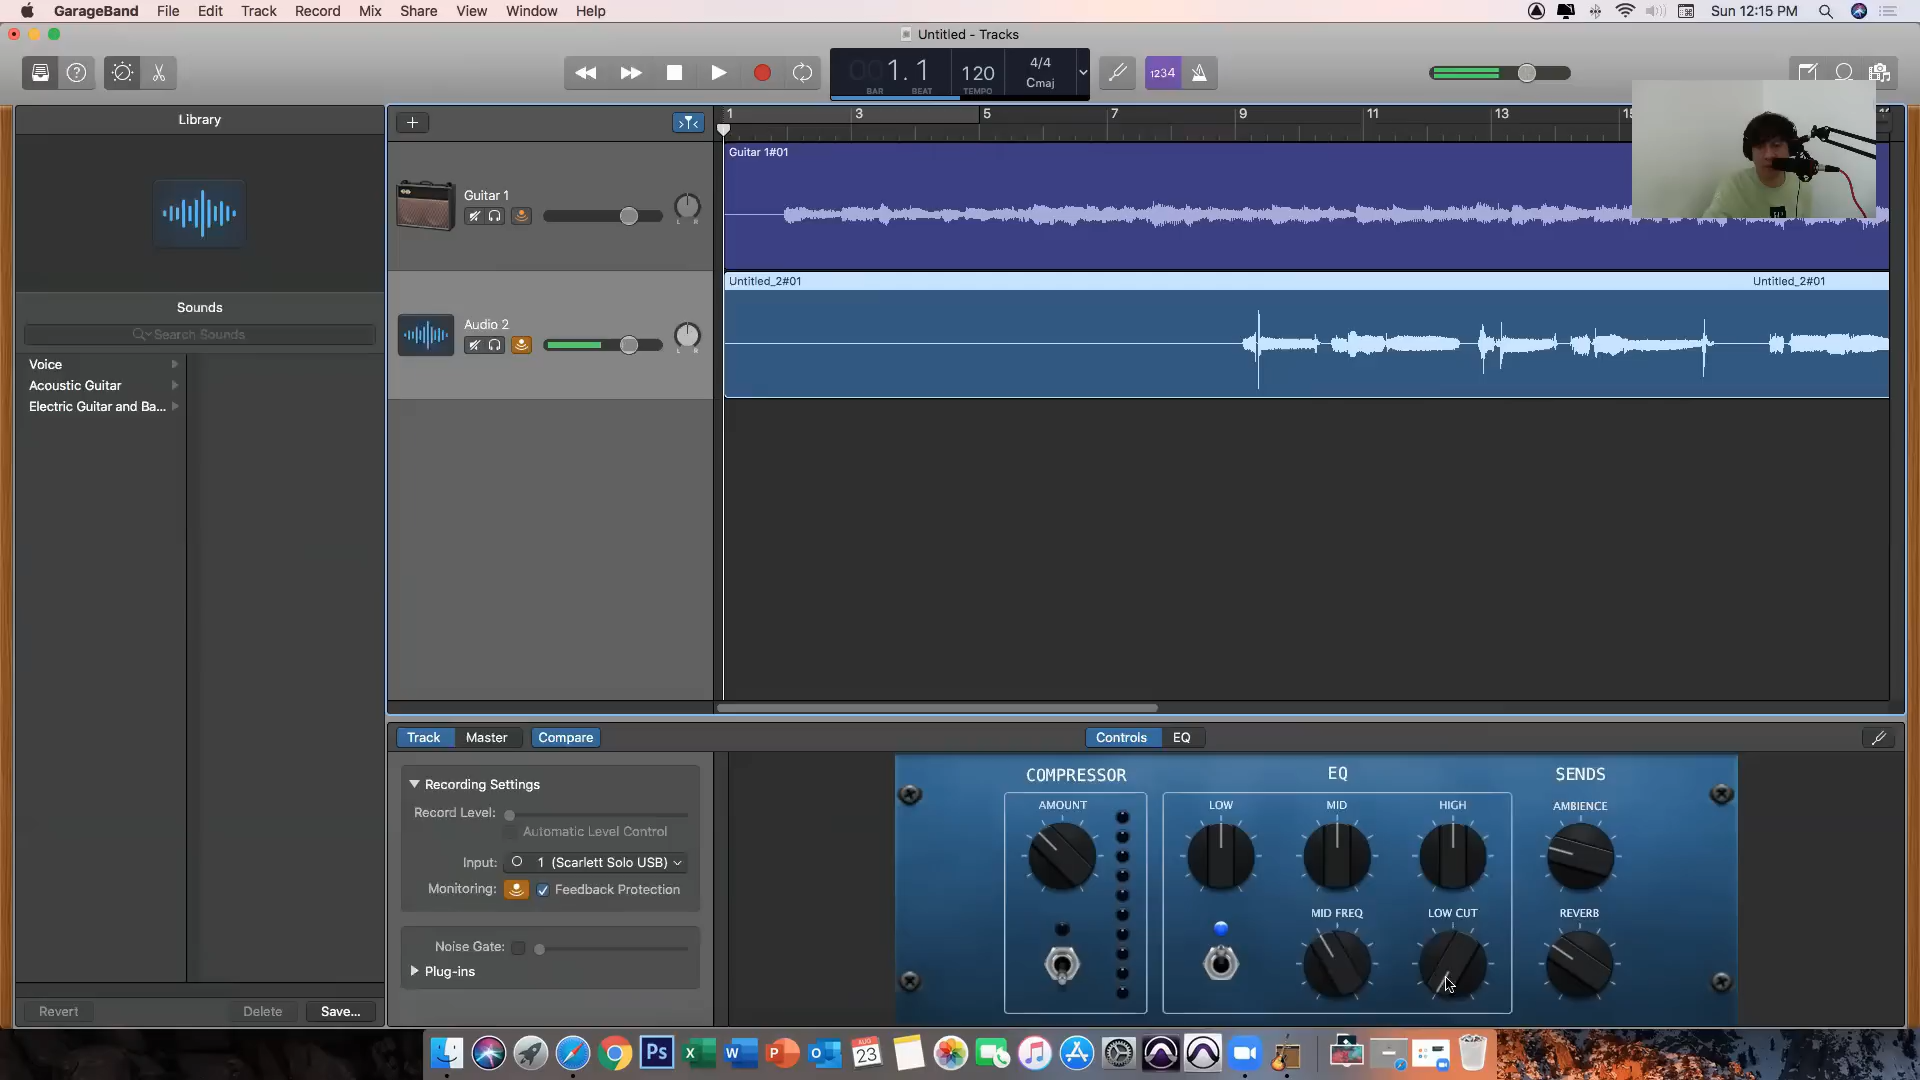 GarageBand File Edit Track Record Mix Share View Window Help Sun 12:15 PM
Untitled - Tracks
1.1 120 4/4
Cmaj
BAR BEAT TEMPO
1234
Library
1 3 5 7 9 11 13
Guitar 1#01
Guitar 1
L R
Untitled_2#01 Untitled_2#01
Audio 2
L R
Sounds
Search Sounds
Voice
Acoustic Guitar
Electric Guitar and Ba...
Revert Delete Save...
Track Master Compare Controls EQ
Recording Settings
Record Level:
Automatic Level Control
Input: 1 (Scarlett Solo USB)
Monitoring: Feedback Protection
Noise Gate:
Plug-ins
COMPRESSOR EQ SENDS
AMOUNT LOW MID HIGH AMBIENCE
MID FREQ LOW CUT REVERB
Ps
AUG
23